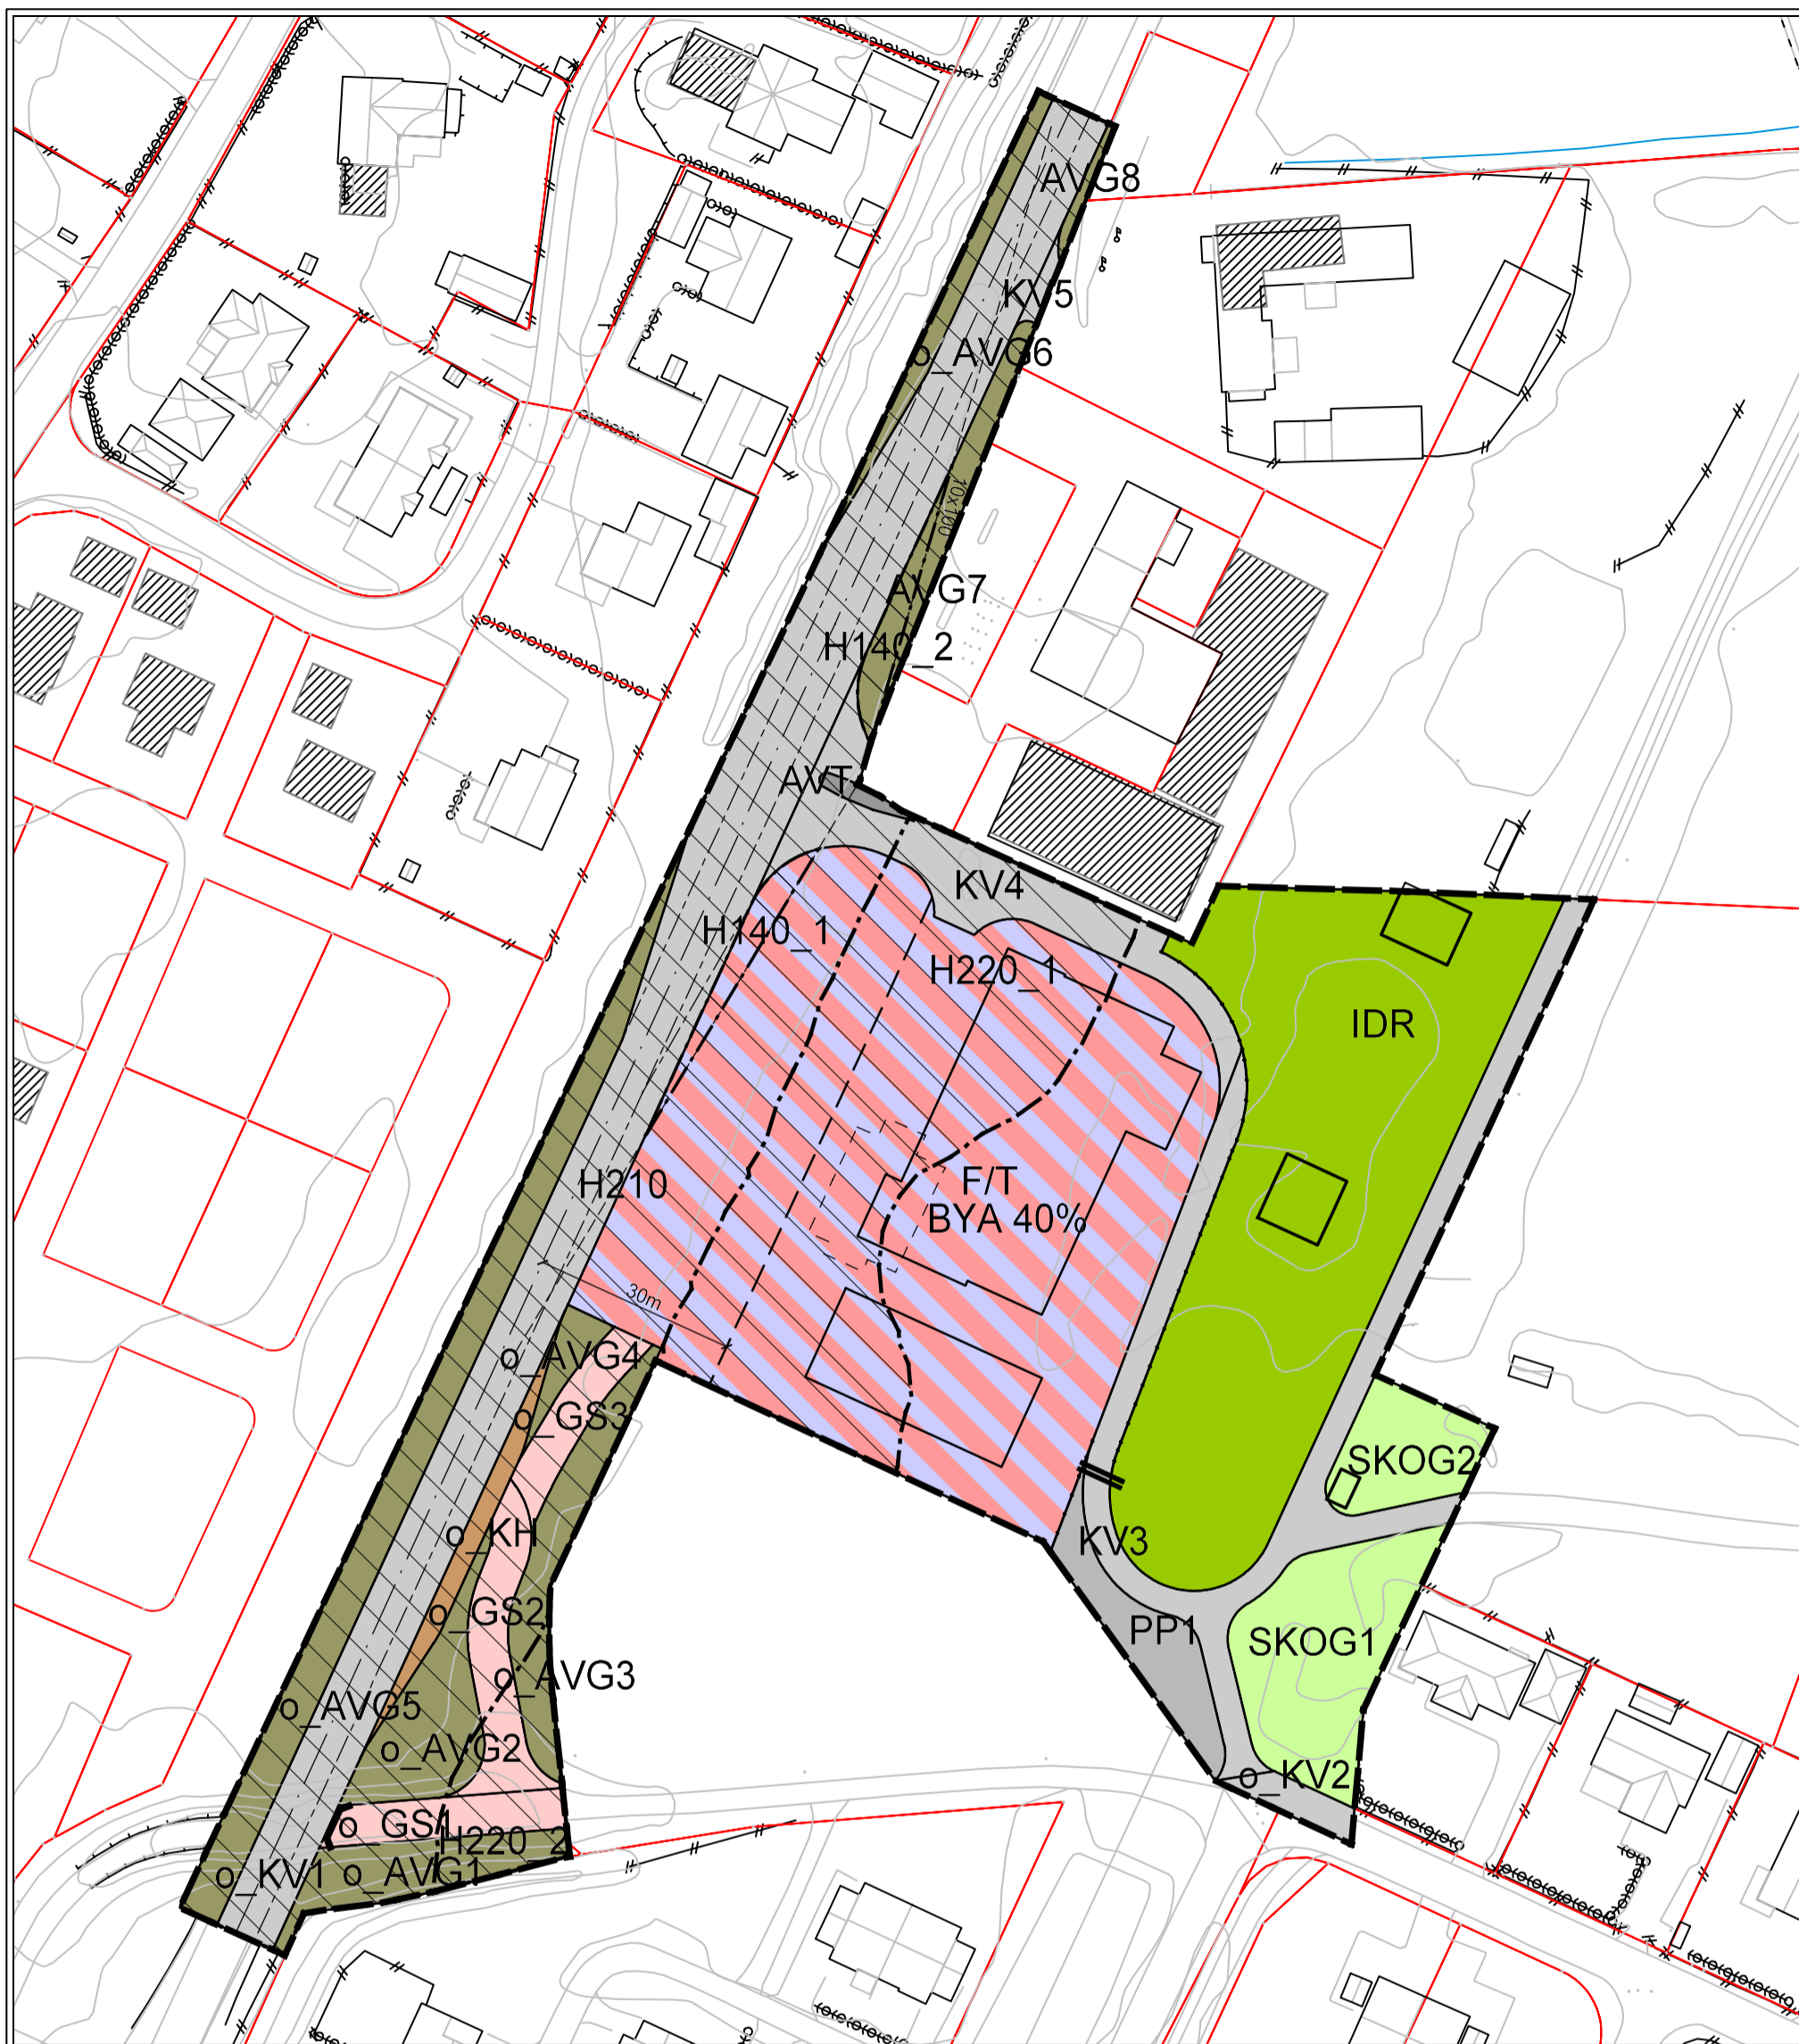 AVG8
KV5
o_AVG6
10x100
AVG7
H140_2
AVT
KV4
H140_1
H220_1
IDR
H210
F/T
BYA 40%
30m
o_AVG4
o_GS3
SKOG2
o_KH
KV3
o_GS2
PP1
SKOG1
o_AVG3
o_AVG5
o_AVG2
o_KV2
o_GS1
H220_2
o_KV1
o_AVG1